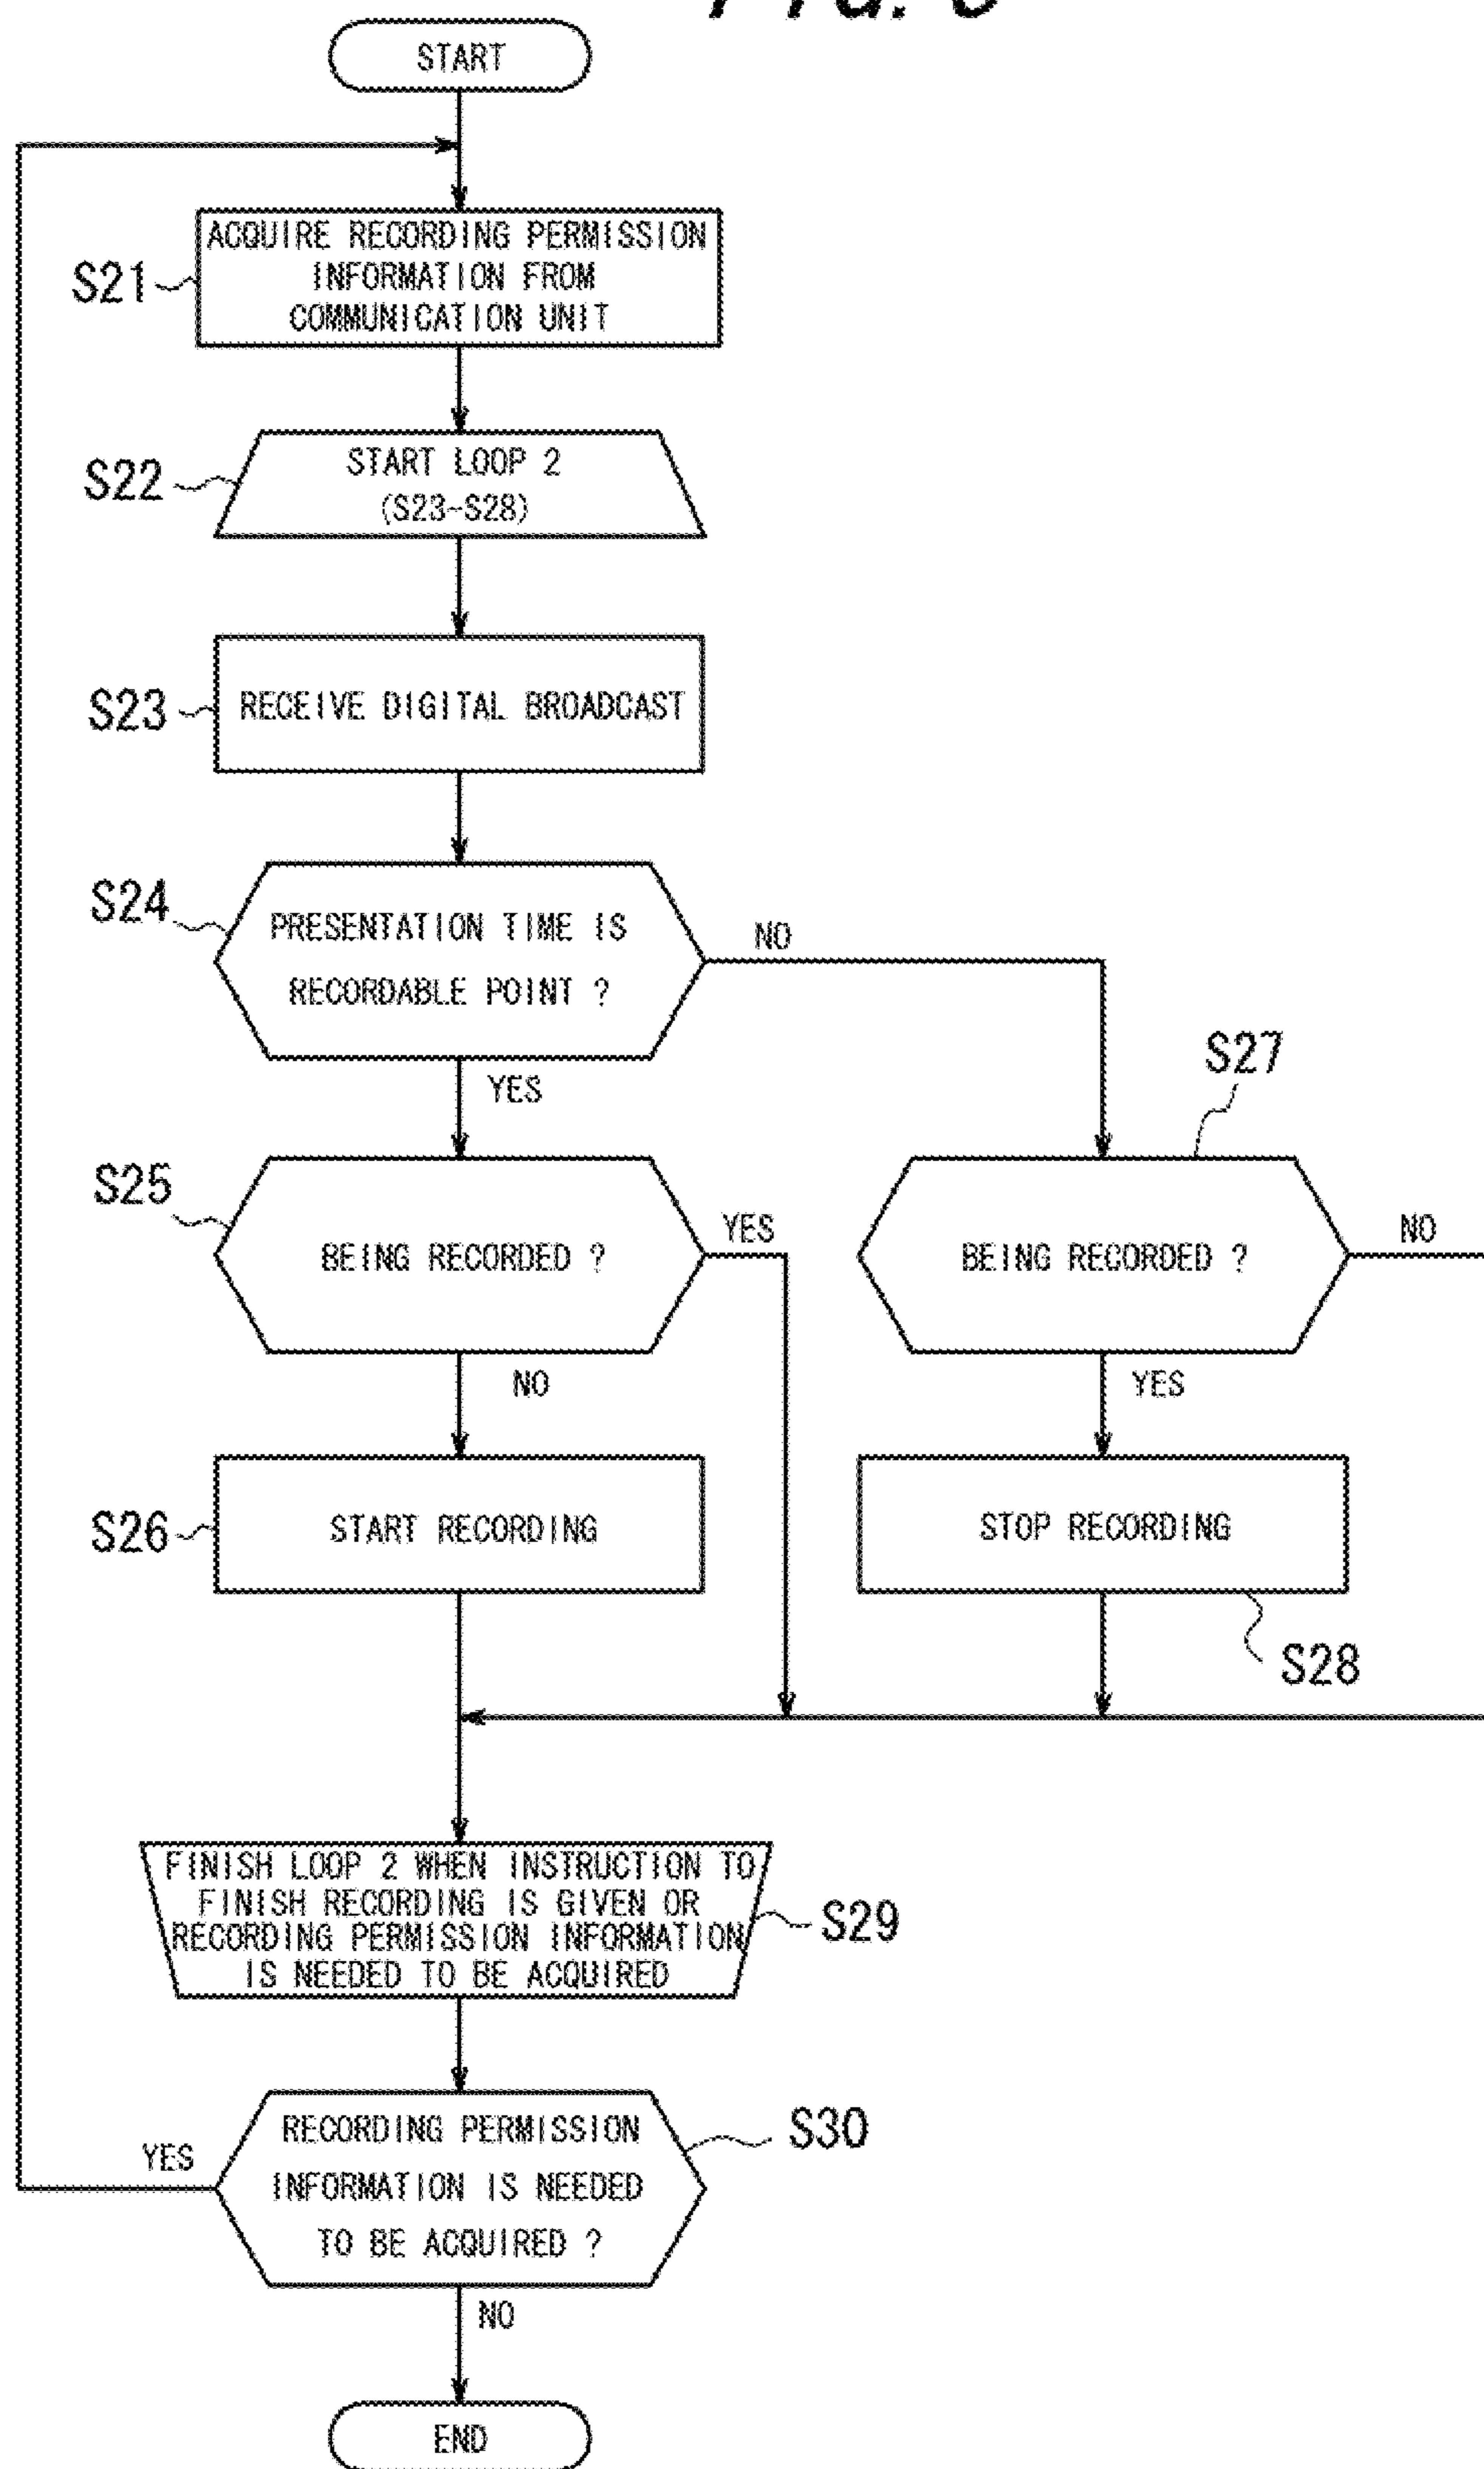 START
ACQUIRE RECORDING PERMISSION
INFORMATION FROM
COMMUNICATION UNIT
S21
START LOOP 2
(S23-S28)
S22
RECEIVE DIGITAL BROADCAST
S23
S24
PRESENTATION TIME IS
RECORDABLE POINT ?
NO
YES
S27
S25
BEING RECORDED ?
YES
NO
BEING RECORDED ?
NO
YES
S26
START RECORDING
STOP RECORDING
S28
FINISH LOOP 2 WHEN INSTRUCTION TO
FINISH RECORDING IS GIVEN OR
RECORDING PERMISSION INFORMATION
IS NEEDED TO BE ACQUIRED
S29
RECORDING PERMISSION
INFORMATION IS NEEDED
TO BE ACQUIRED ?
S30
YES
NO
END